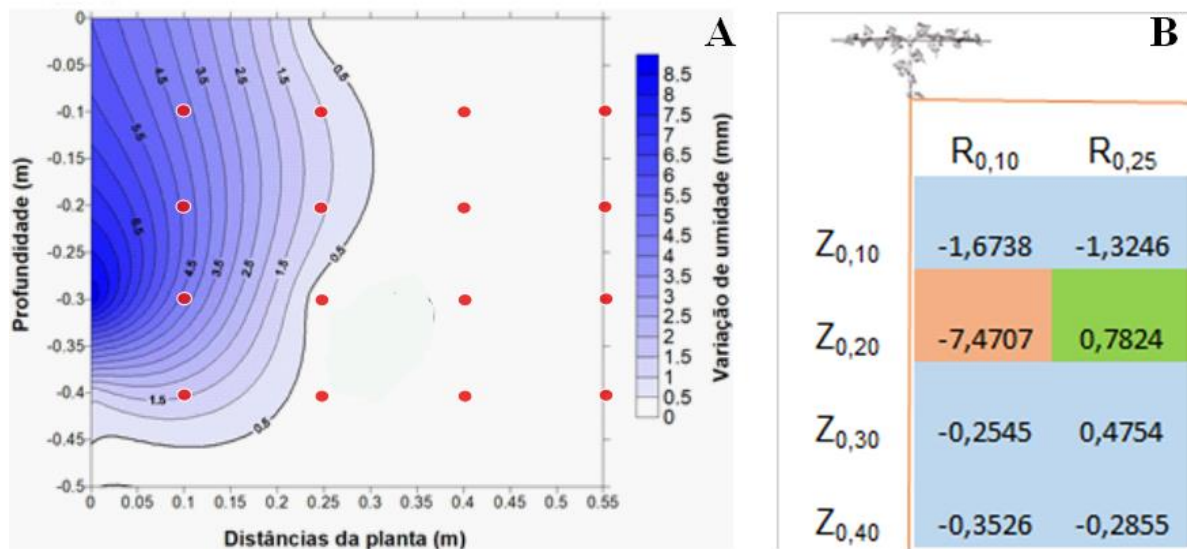 A
0
-0.05
-0.1
-0.15
-0.2
-0.25
-0.3
-0.35
-0.4
-0.45
-0.5
Profundidade (m)
0 0.05 0.1 0.15 0.2 0.25 0.3 0.35 0.4 0.45 0.5 0.55
Distâncias da planta (m)
4.5 3.5 2.5 1.5 0.5
5.5
6.5
4.5 3.5 2.5 1.5 0.5
1.5
0.5
8.5
8
7.5
7
6.5
6
5.5
5
4.5
4
3.5
3
2.5
2
1.5
1
0.5
0
Variação de umidade (mm)
B
R0,10 R0,25
Z0,10 -1,6738 -1,3246
Z0,20 -7,4707 0,7824
Z0,30 -0,2545 0,4754
Z0,40 -0,3526 -0,2855